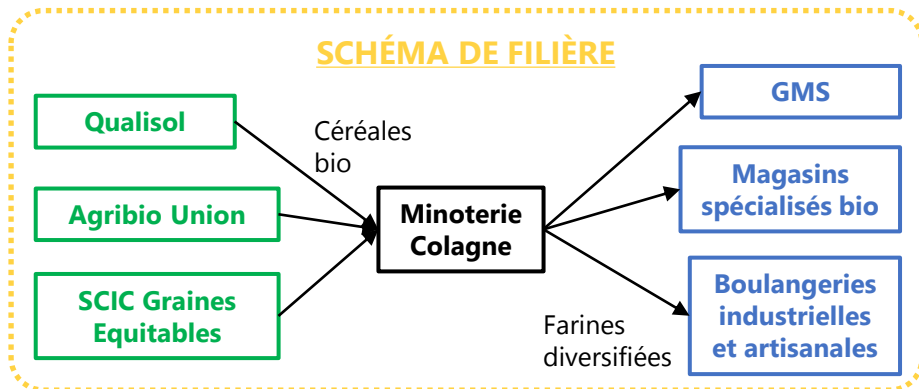 SCHÉMA DE FILIÈRE
Qualisol
Agribio Union
SCIC Graines
Equitables
Céréales
bio
Minoterie
Colagne
Farines
diversifiées
GMS
Magasins
spécialisés bio
Boulangeries
industrielles
et artisanales